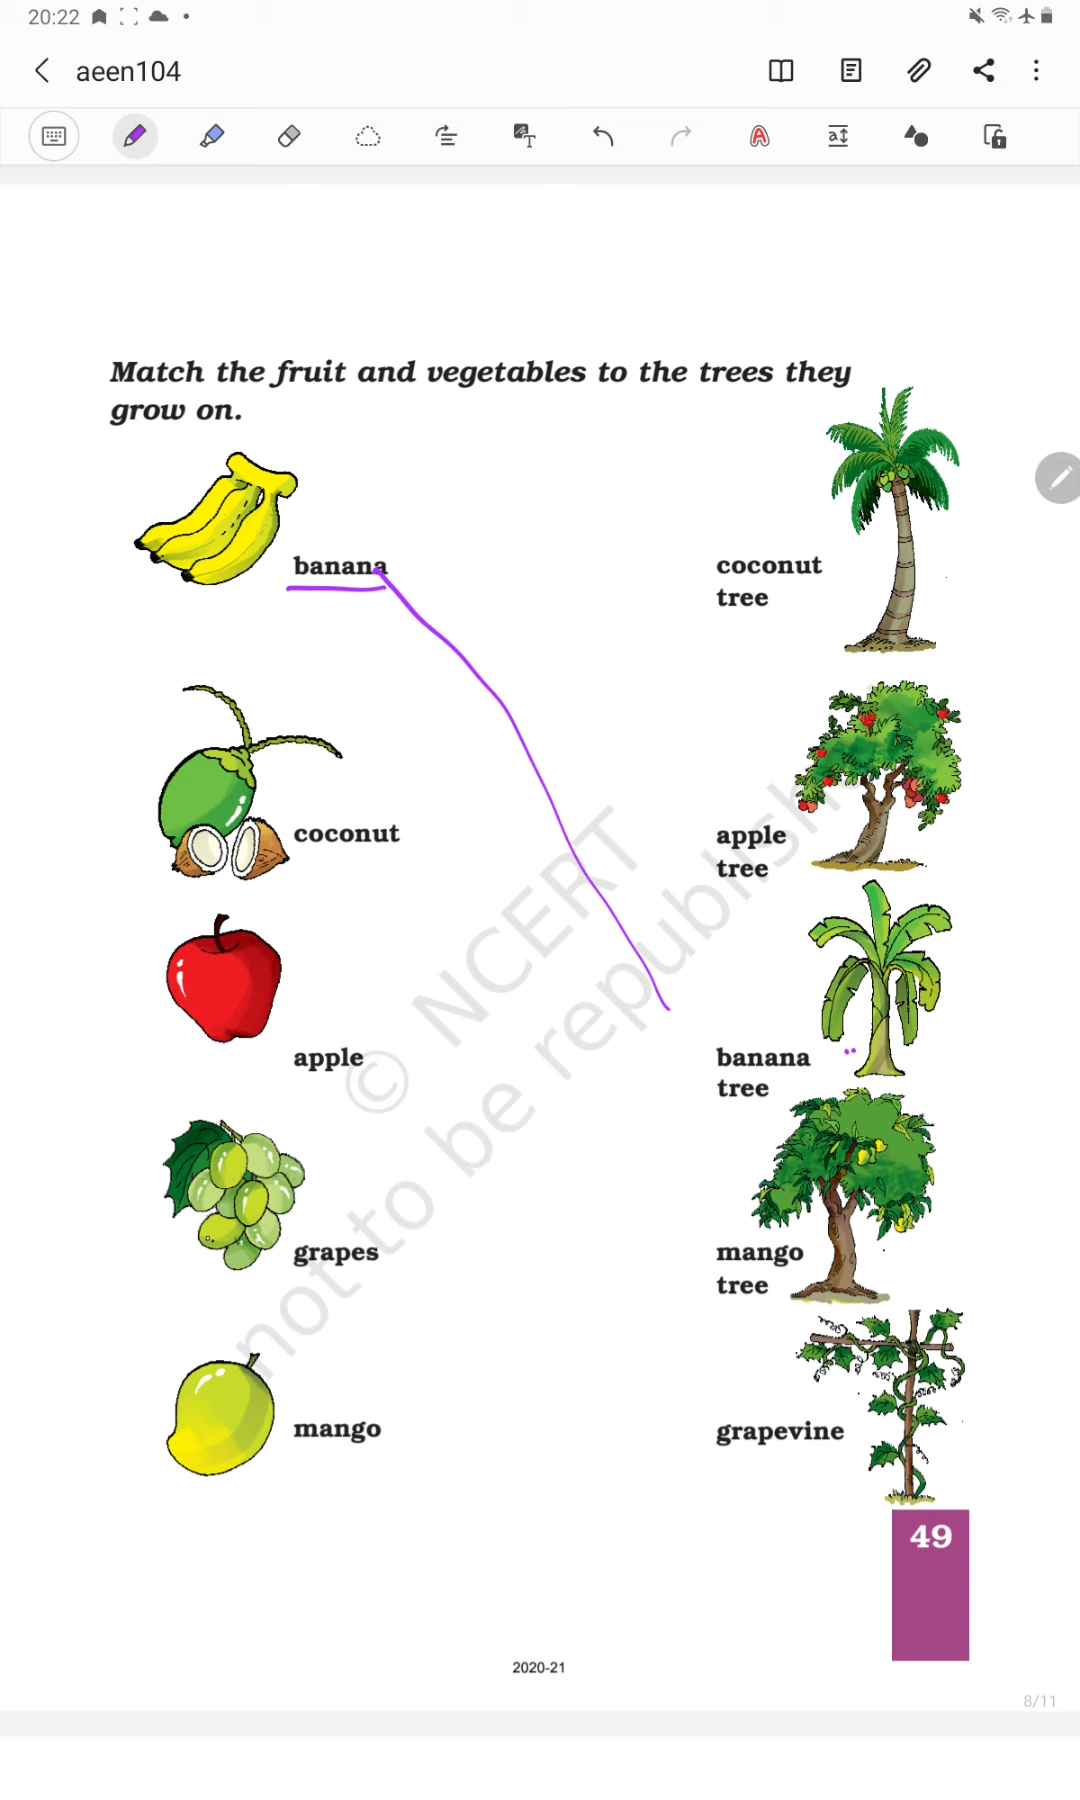 20:22
aeen104
Match the fruit and vegetables to the trees they
grow on.
banana
coconut
tree
coconut
apple
tree
apple
banana
tree
grapes
mango
tree
mango
grapevine
© NCERT
not to be republish
49
2020-21
8/11